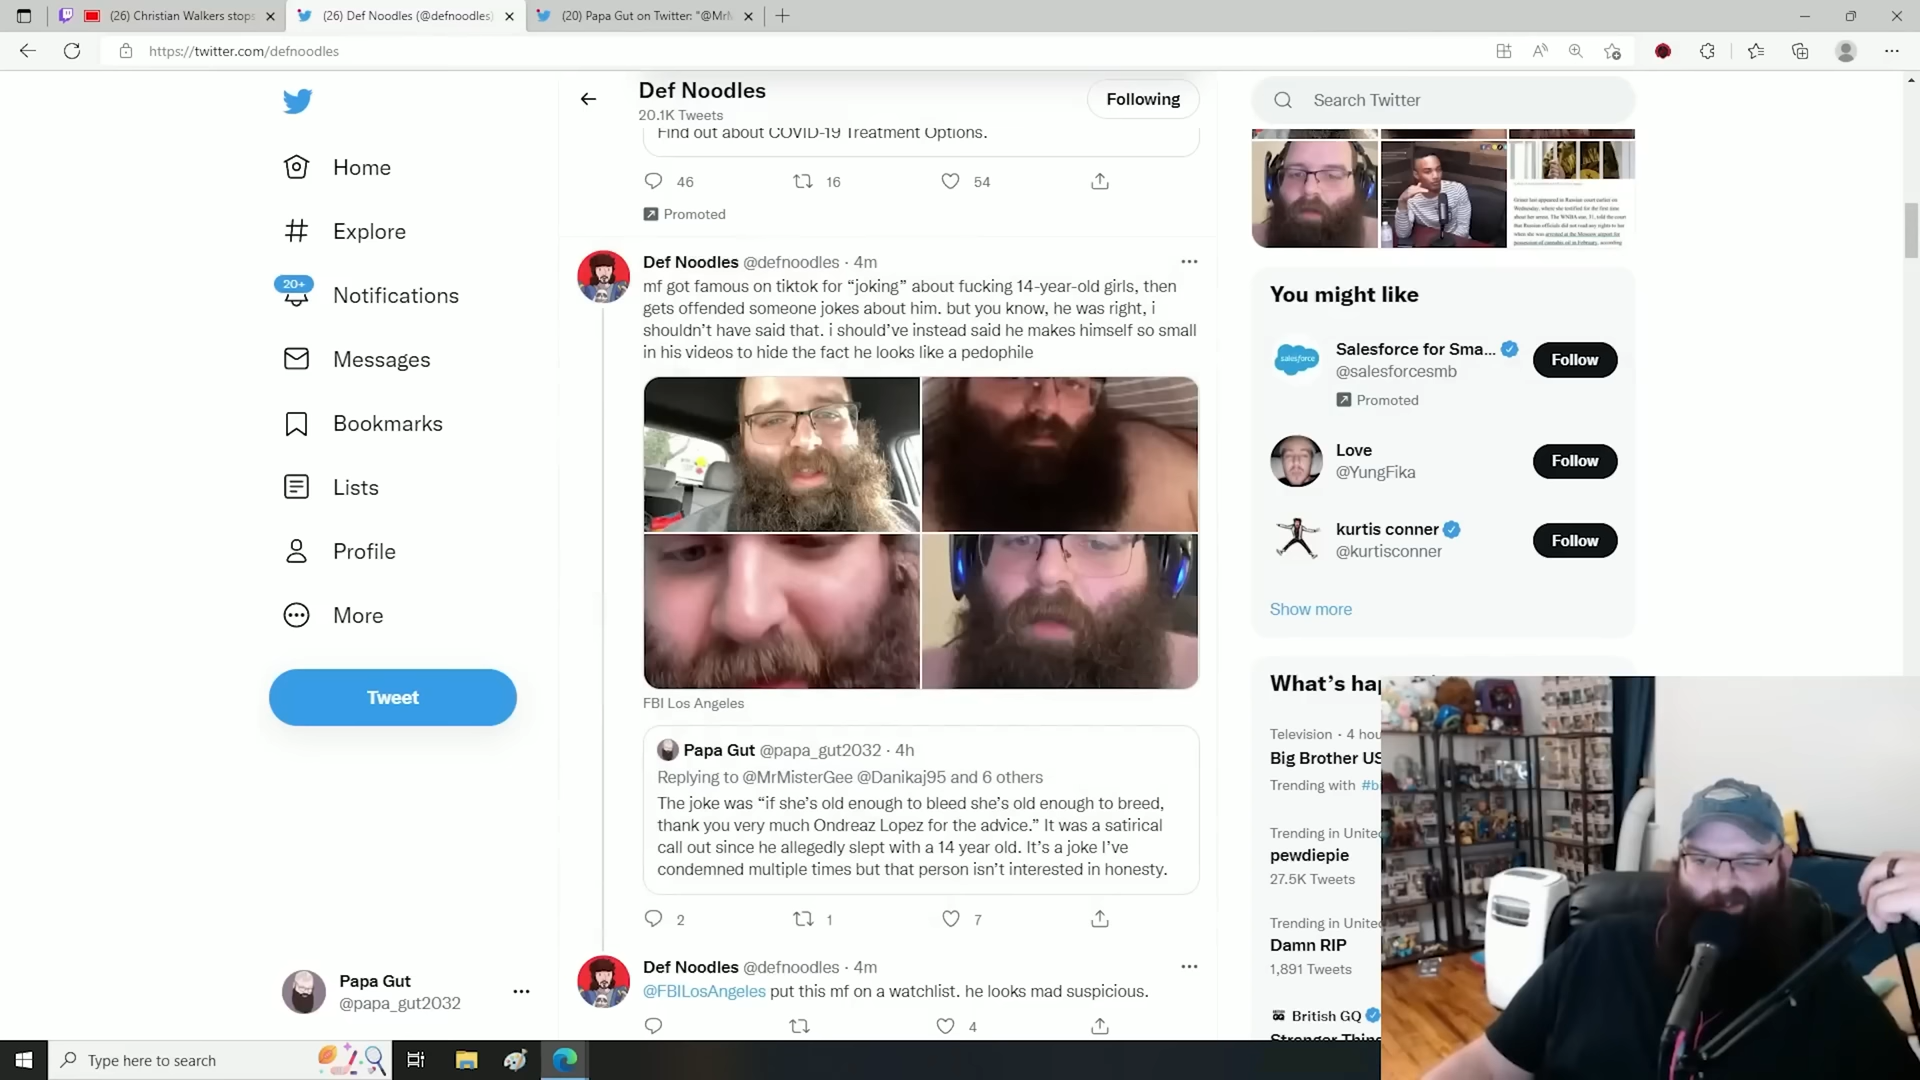 (26) Christian Walkers stops
(26) Def Noodles (@defnoodles)
(20) Papa Gut on Twitter: "@MrM
https://twitter.com/defnoodles
Def Noodles
20.1K Tweets
Following
Search Twitter
Find out about COVID-19 Treatment Options.
46
16
54
Promoted
Home
Explore
20+
Notifications
Messages
Bookmarks
Lists
Profile
More
Tweet
Papa Gut
@papa_gut2032
Def Noodles @defnoodles · 4m
mf got famous on tiktok for “joking” about fucking 14-year-old girls, then
gets offended someone jokes about him. but you know, he was right, i
shouldn’t have said that. i should’ve instead said he makes himself so small
in his videos to hide the fact he looks like a pedophile
FBI Los Angeles
Papa Gut @papa_gut2032 · 4h
Replying to @MrMisterGee @Danikaj95 and 6 others
The joke was “if she’s old enough to bleed she’s old enough to breed,
thank you very much Ondreaz Lopez for the advice.” It was a satirical
call out since he allegedly slept with a 14 year old. It’s a joke I’ve
condemned multiple times but that person isn’t interested in honesty.
2
1
7
Def Noodles @defnoodles · 4m
@FBILosAngeles put this mf on a watchlist. he looks mad suspicious.
4
You might like
Salesforce for Sma...
@salesforcesmb
Promoted
Follow
salesforce
Love
@YungFika
Follow
kurtis conner
@kurtisconner
Follow
Show more
What’s ha
Television · 4 hou
Big Brother US
Trending with #b
Trending in Unite
pewdiepie
27.5K Tweets
Trending in Unite
Damn RIP
1,891 Tweets
British GQ
Stranger Thin
Type here to search